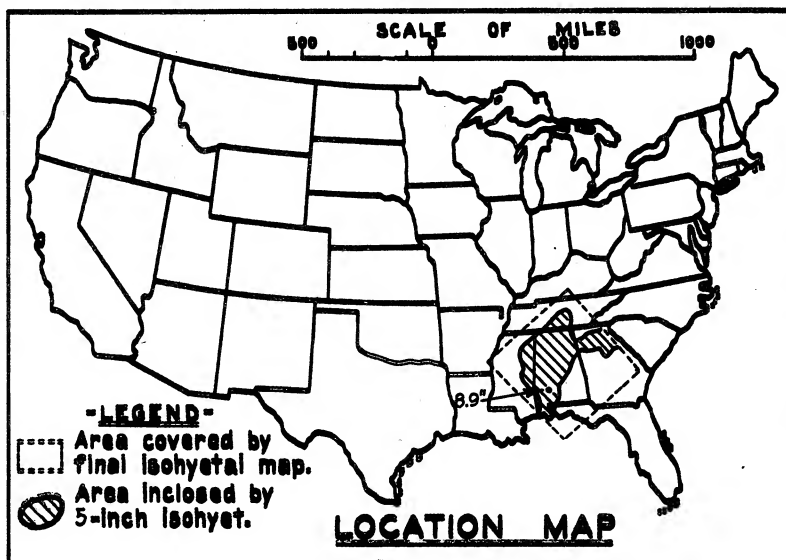 SCALE OF MILES
500 0 500 1000
8.9"
-LEGEND-
Area covered by
final isohyetal map.
Area inclosed by
5-inch isohyet.
LOCATION MAP